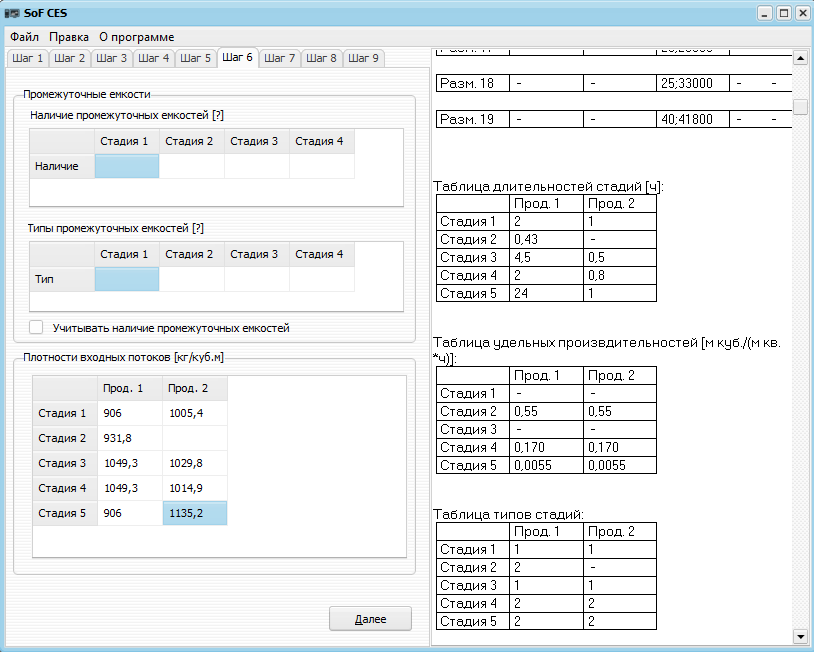 SoF CES
Файл Правка О программе
Шаг 1 Шаг 2 Шаг 3 Шаг 4 Шаг 5 Шаг 6 Шаг 7 Шаг 8 Шаг 9
Промежуточные емкости
Наличие промежуточных емкостей [?]
Стадия 1 Стадия 2 Стадия 3 Стадия 4
Наличие
Типы промежуточных емкостей [?]
Стадия 1 Стадия 2 Стадия 3 Стадия 4
Тип
Учитывать наличие промежуточных емкостей
Плотности входных потоков [кг/куб.м]
Прод. 1 Прод. 2
Стадия 1 906 1005,4
Стадия 2 931,8
Стадия 3 1049,3 1029,8
Стадия 4 1049,3 1014,9
Стадия 5 906 1135,2
Далее
Разм. 18 - - 25;33000 - -
Разм. 19 - - 40;41800 - -
Таблица длительностей стадий [ч]:
Прод. 1 Прод. 2
Стадия 1 2 1
Стадия 2 0,43 -
Стадия 3 4,5 0,5
Стадия 4 2 0,8
Стадия 5 24 1
Таблица удельных произвдительностей [м куб./(м кв.
*ч)]:
Прод. 1 Прод. 2
Стадия 1 - -
Стадия 2 0,55 0,55
Стадия 3 - -
Стадия 4 0,170 0,170
Стадия 5 0,0055 0,0055
Таблица типов стадий:
Прод. 1 Прод. 2
Стадия 1 1 1
Стадия 2 2 -
Стадия 3 1 1
Стадия 4 2 2
Стадия 5 2 2